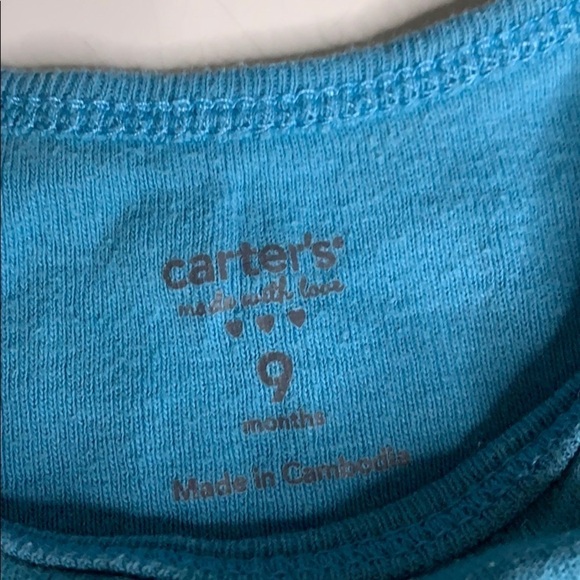 carter's
made with love
9
months
Made in Cambodia